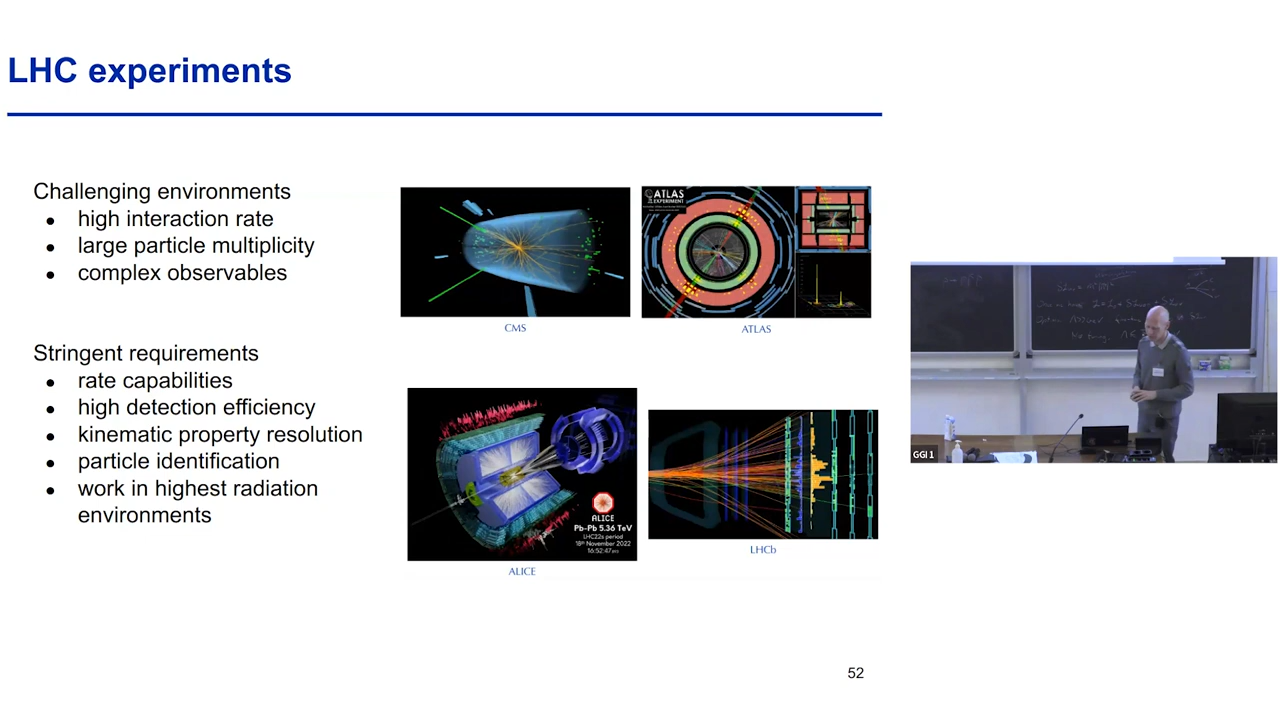 LHC experiments
Challenging environments
● high interaction rate
● large particle multiplicity
● complex observables
Stringent requirements
● rate capabilities
● high detection efficiency
● kinematic property resolution
● particle identification
● work in highest radiation
environments
CMS
ATLAS
EXPERIMENT
ATLAS
ALICE
Pb-Pb 5.36 TeV
LHC22s period
18th November 2022
16:52:47
ALICE
LHCb
52
GGI 1